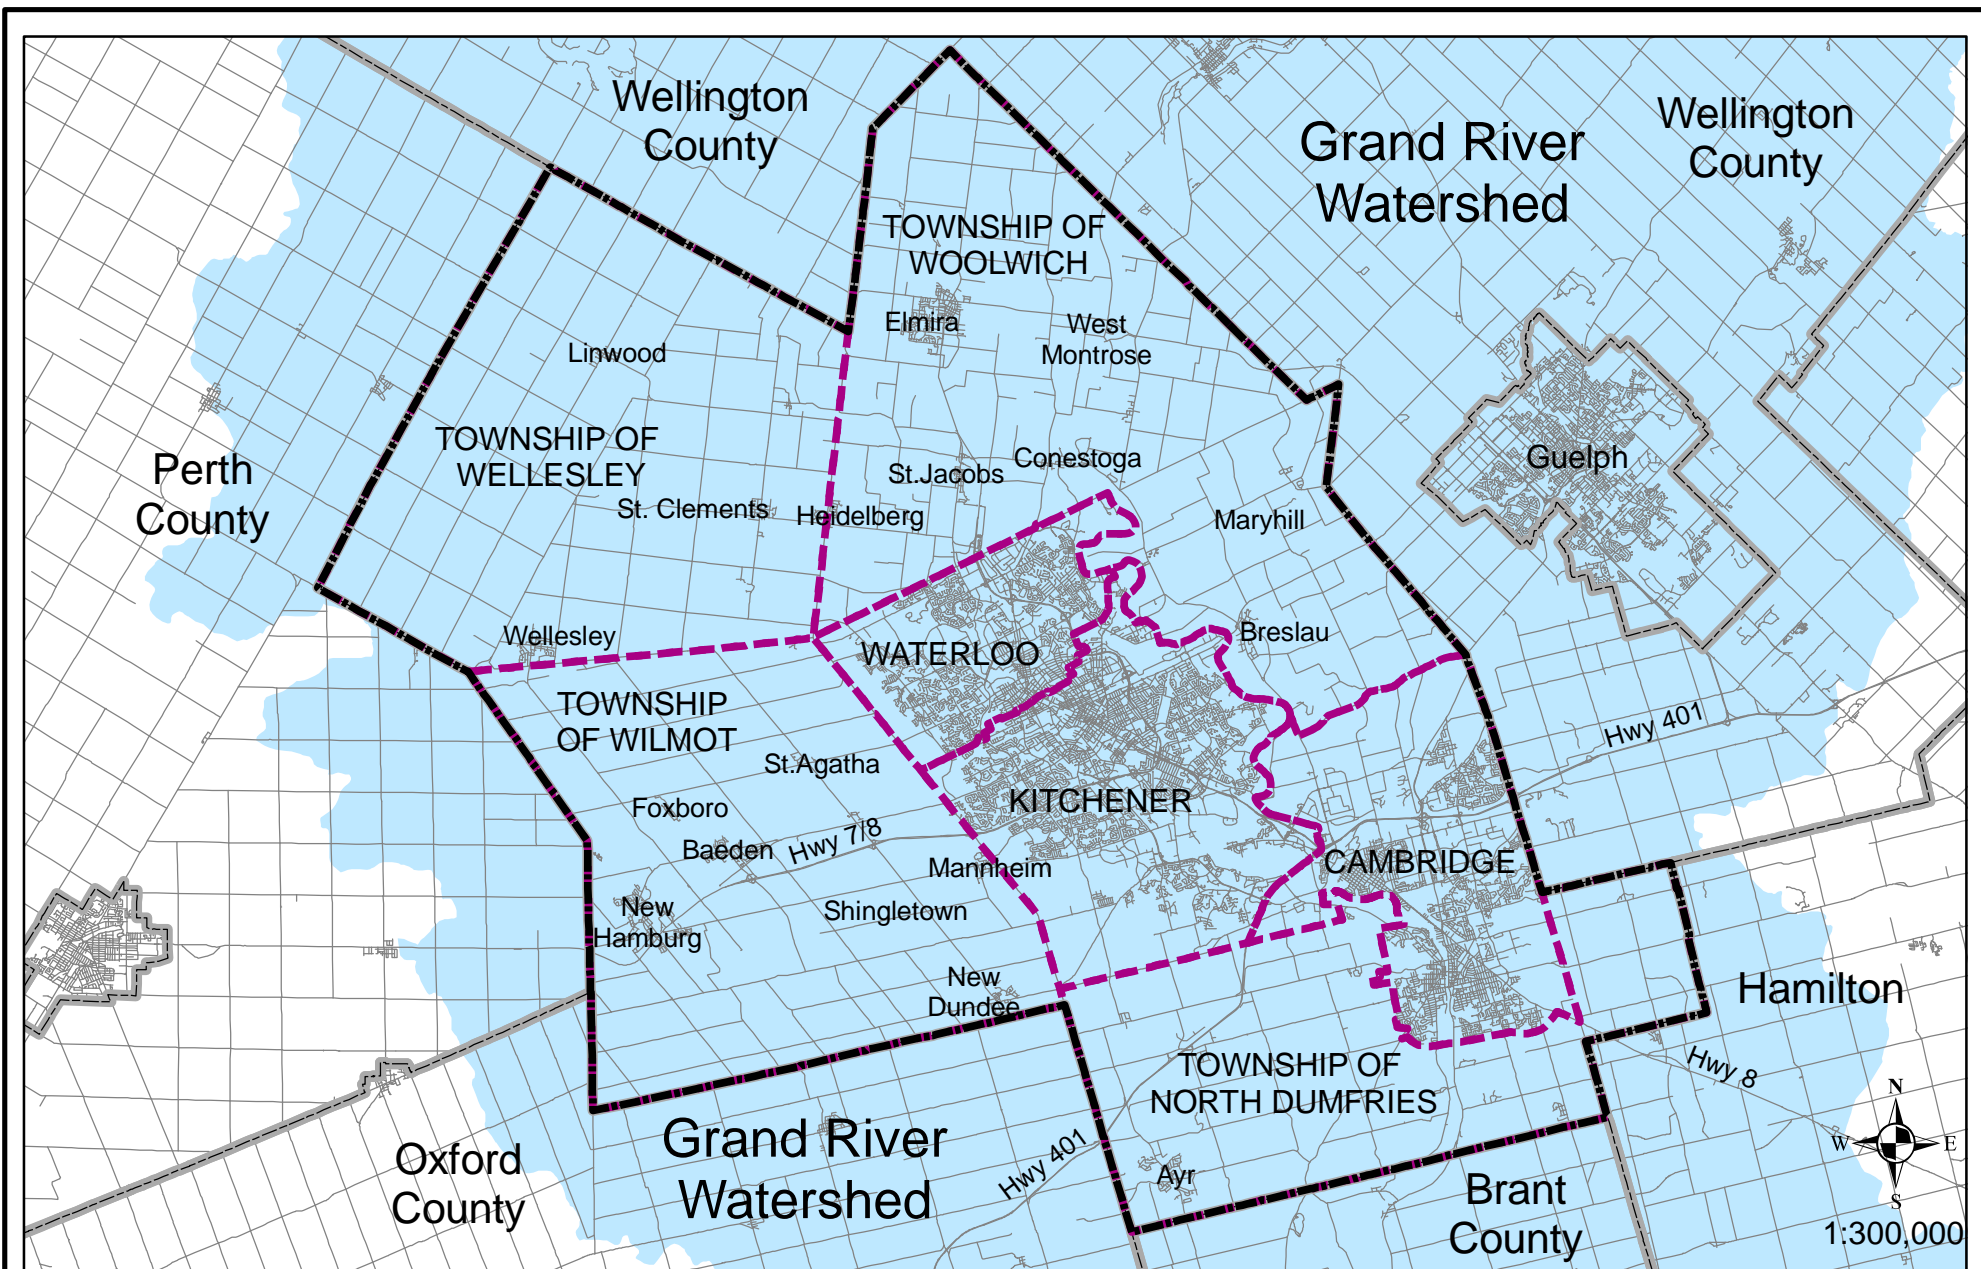 Wellington
County
Grand River
Watershed
Wellington
County
TOWNSHIP OF
WOOLWICH
Elmira
West
Montrose
Linwood
TOWNSHIP OF
WELLESLEY
Perth
County
St. Clements
Heidelberg
St.Jacobs
Conestoga
Maryhill
Guelph
Wellesley
WATERLOO
Breslau
TOWNSHIP
OF WILMOT
St.Agatha
Hwy 401
Foxboro
KITCHENER
Baeden
Hwy 7/8
Mannheim
CAMBRIDGE
New
Hamburg
Shingletown
New
Dundee
Hamilton
TOWNSHIP OF
NORTH DUMFRIES
Hwy 8
Grand River
Watershed
Oxford
County
Hwy 401
Ayr
Brant
County
N
W
E
S
1:300,000